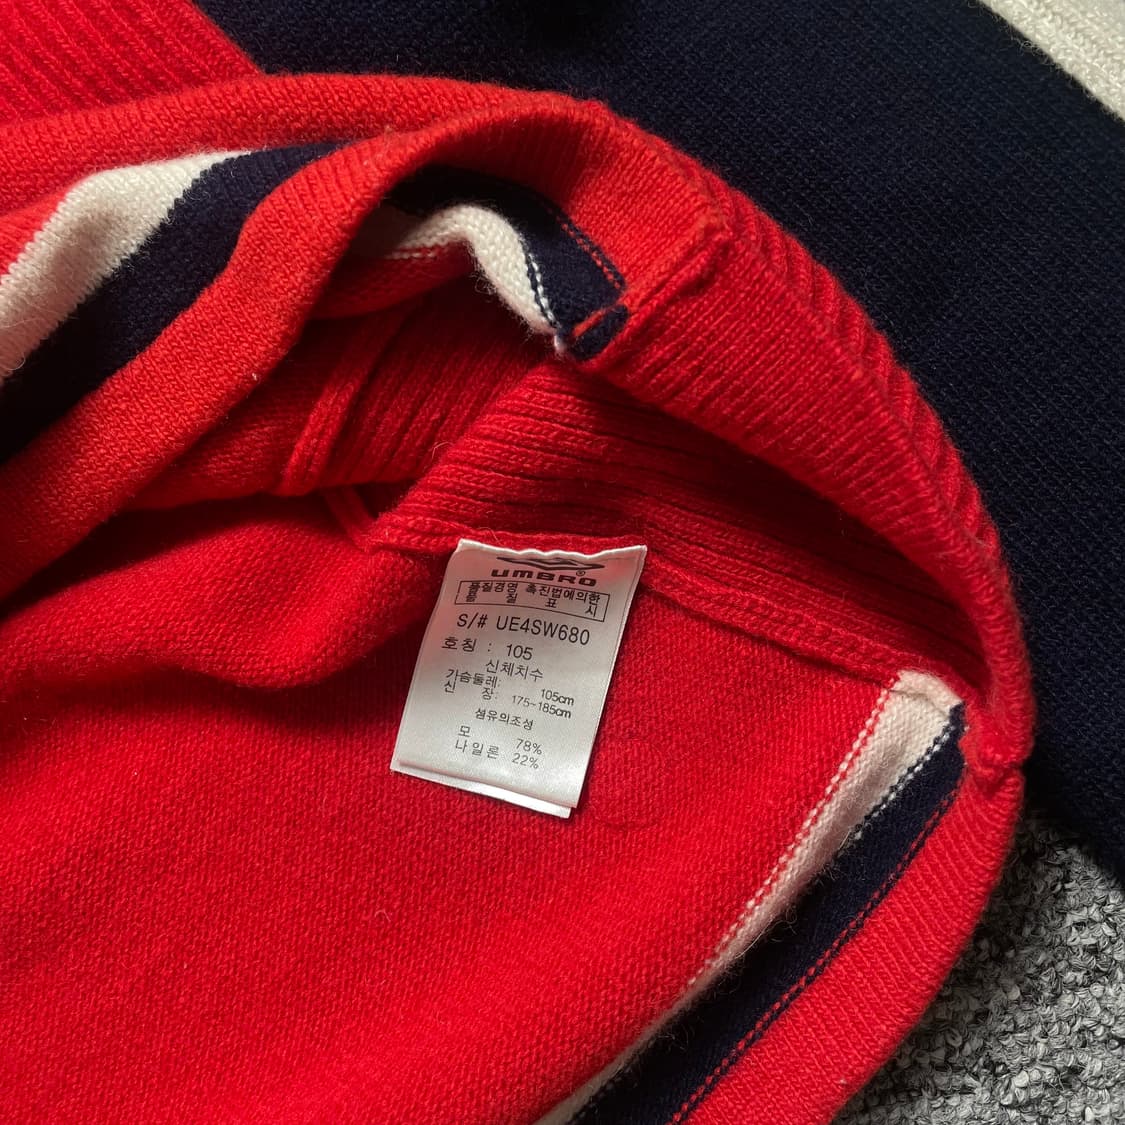 UMBRO®
품질경영 촉진법에의한
품 질 표 시
S/# UE4SW680
호칭 : 105
신체치수
가슴둘레: 105cm
신 장: 175~185cm
섬유의조성
모 78%
나일론 22%